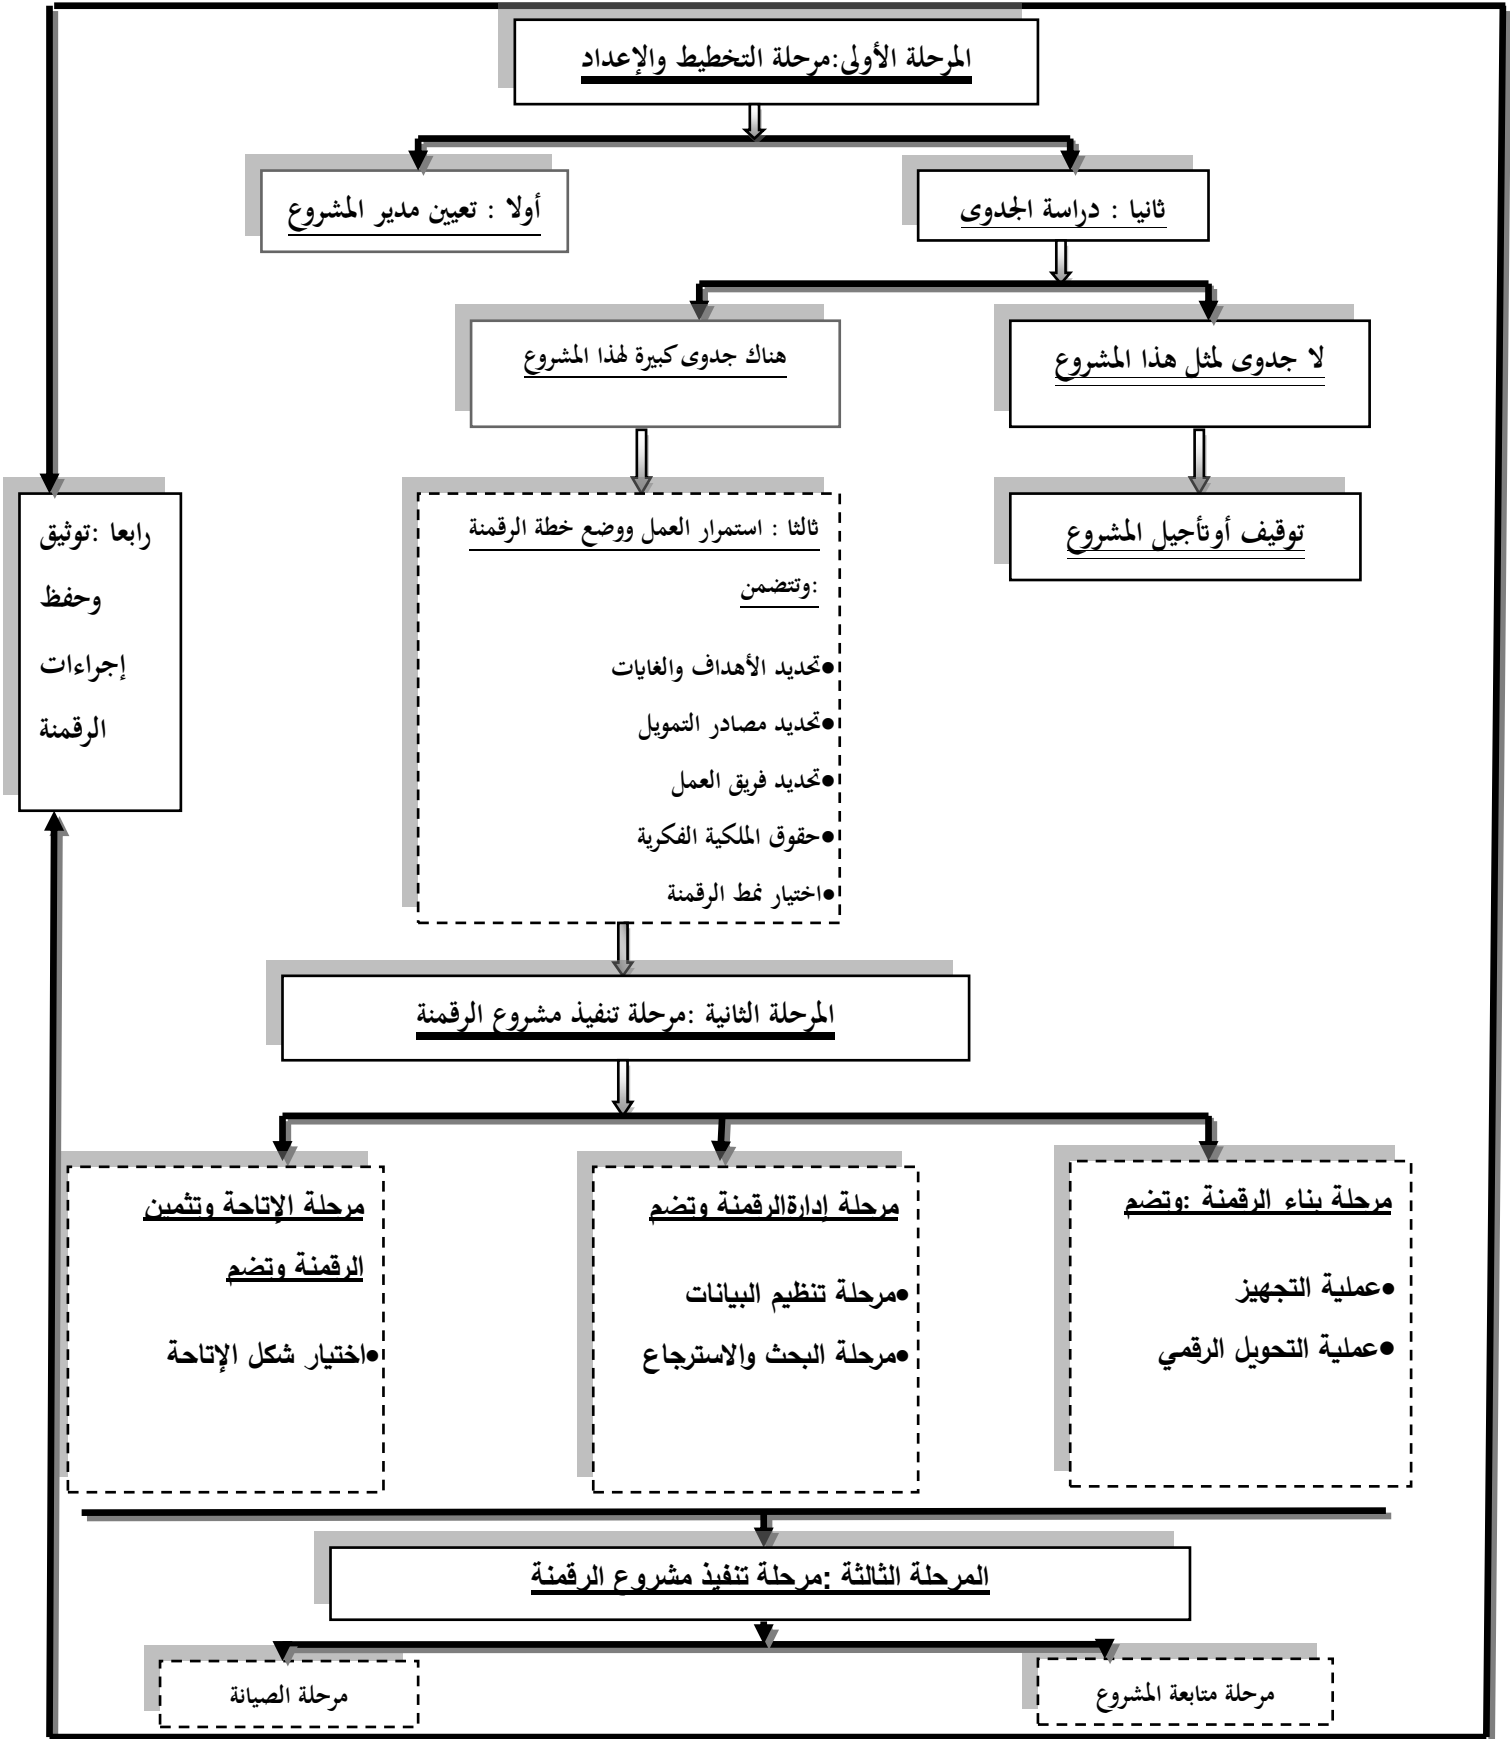 المرحلة الأولى:مرحلة التخطيط والإعداد
ثانيا : دراسة الجدوى
أولا : تعيين مدير المشروع
لا جدوى لمثل هذا المشروع
هناك جدوى كبيرة لهذا المشروع
توقيف أوتأجيل المشروع
ثالثا : استمرار العمل ووضع خطة الرقمنة
وتتضمن:
•تحديد الأهداف والغايات
•تحديد مصادر التمويل
•تحديد فريق العمل
•حقوق الملكية الفكرية
•اختيار نمط الرقمنة
رابعا :توثيق
وحفظ
إجراءات
الرقمنة
المرحلة الثانية :مرحلة تنفيذ مشروع الرقمنة
مرحلة بناء الرقمنة :وتضم
•عملية التجهيز
•عملية التحويل الرقمي
مرحلة إدارةالرقمنة وتضم
•مرحلة تنظيم البيانات
•مرحلة البحث والاسترجاع
مرحلة الإتاحة وتثمين
الرقمنة وتضم
•اختيار شكل الإتاحة
المرحلة الثالثة :مرحلة تنفيذ مشروع الرقمنة
مرحلة متابعة المشروع
مرحلة الصيانة